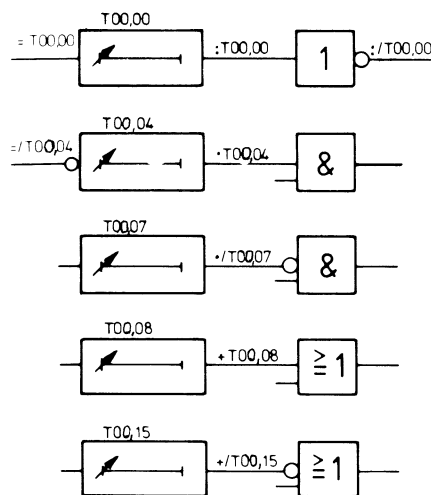 T00,00
= T00,00 :T00,00 1 :/T00,00
T00,04
=/T00,04 ·T00,04 &
T00,07
·/T00,07 &
T00,08
+T00,08 ≥1
T00,15
+/T00,15 ≥1